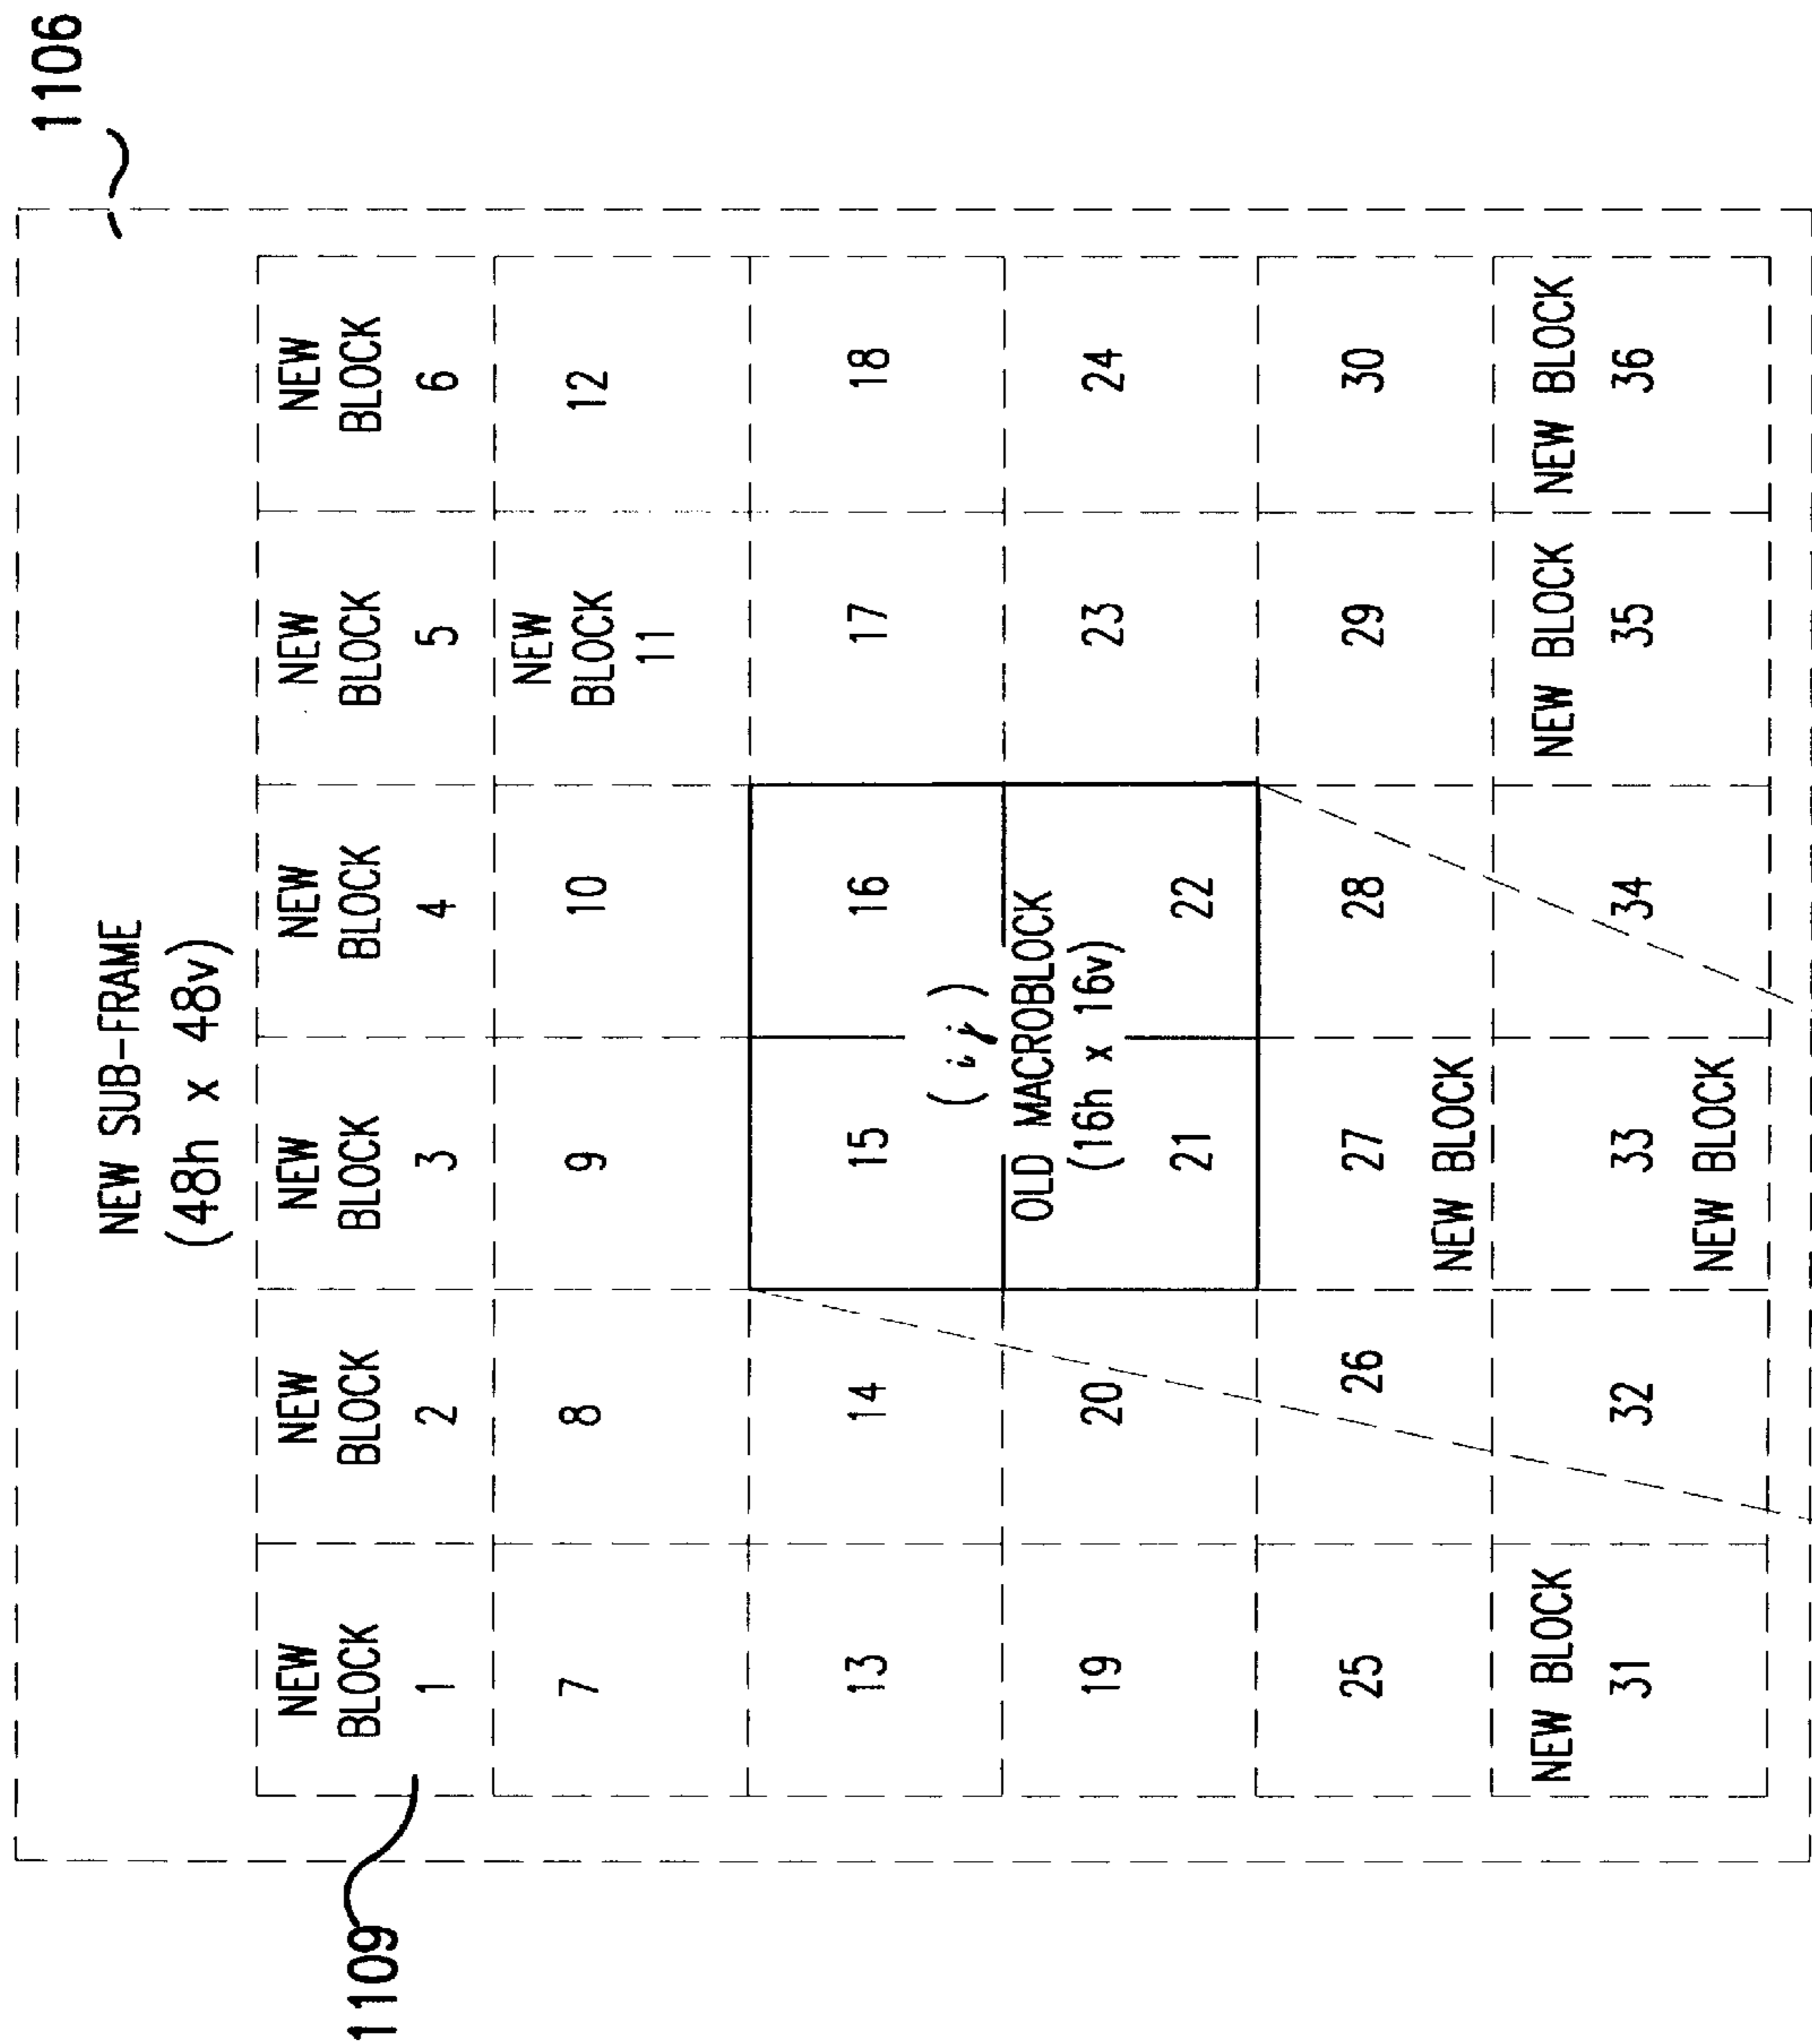 1106
NEW SUB-FRAME
(48h x 48v)
1109
NEW BLOCK 1
NEW BLOCK 2
NEW BLOCK 3
NEW BLOCK 4
NEW BLOCK 5
NEW BLOCK 6
7
8
9
10
NEW BLOCK 11
12
13
14
15
16
17
18
(i,j)
OLD MACROBLOCK
(16h x 16v)
19
20
21
22
23
24
25
26
27
NEW BLOCK
28
29
30
NEW BLOCK
31
32
33
NEW BLOCK
34
NEW BLOCK
35
NEW BLOCK
36